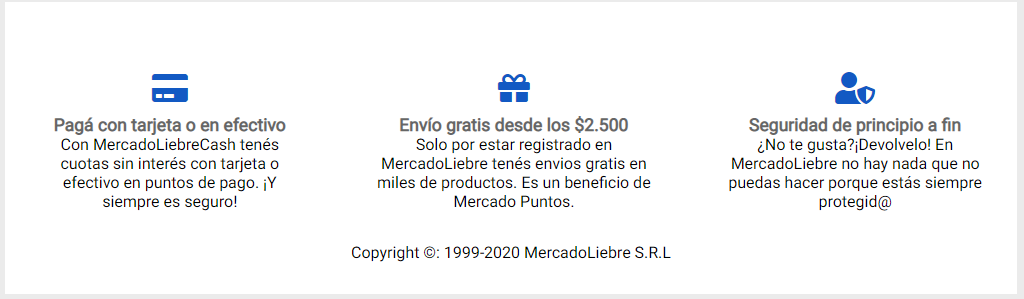 Pagá con tarjeta o en efectivo
Con MercadoLiebreCash tenés
cuotas sin interés con tarjeta o
efectivo en puntos de pago. ¡Y
siempre es seguro!
Envío gratis desde los $2.500
Solo por estar registrado en
MercadoLiebre tenés envios gratis en
miles de productos. Es un beneficio de
Mercado Puntos.
Seguridad de principio a fin
¿No te gusta?¡Devolvelo! En
MercadoLiebre no hay nada que no
puedas hacer porque estás siempre
protegid@
Copyright ©: 1999-2020 MercadoLiebre S.R.L